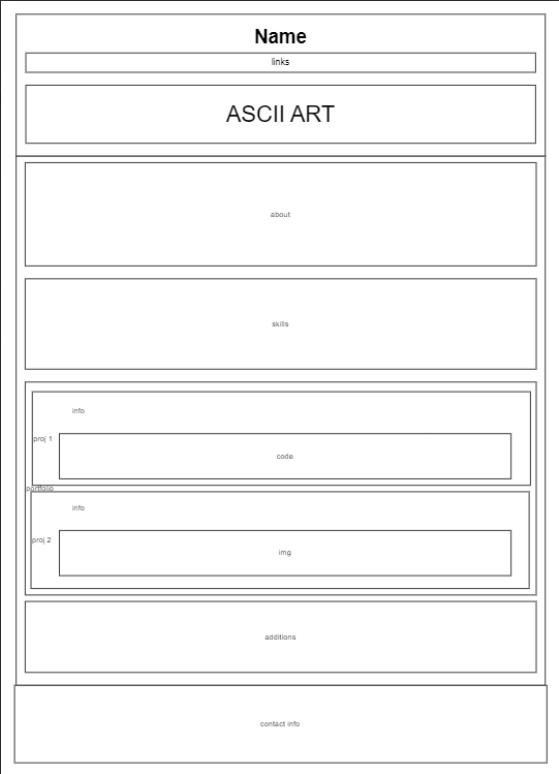 Name
links
ASCII ART
about
skills
info
proj 1
code
portfolio
info
proj 2
img
additions
contact info